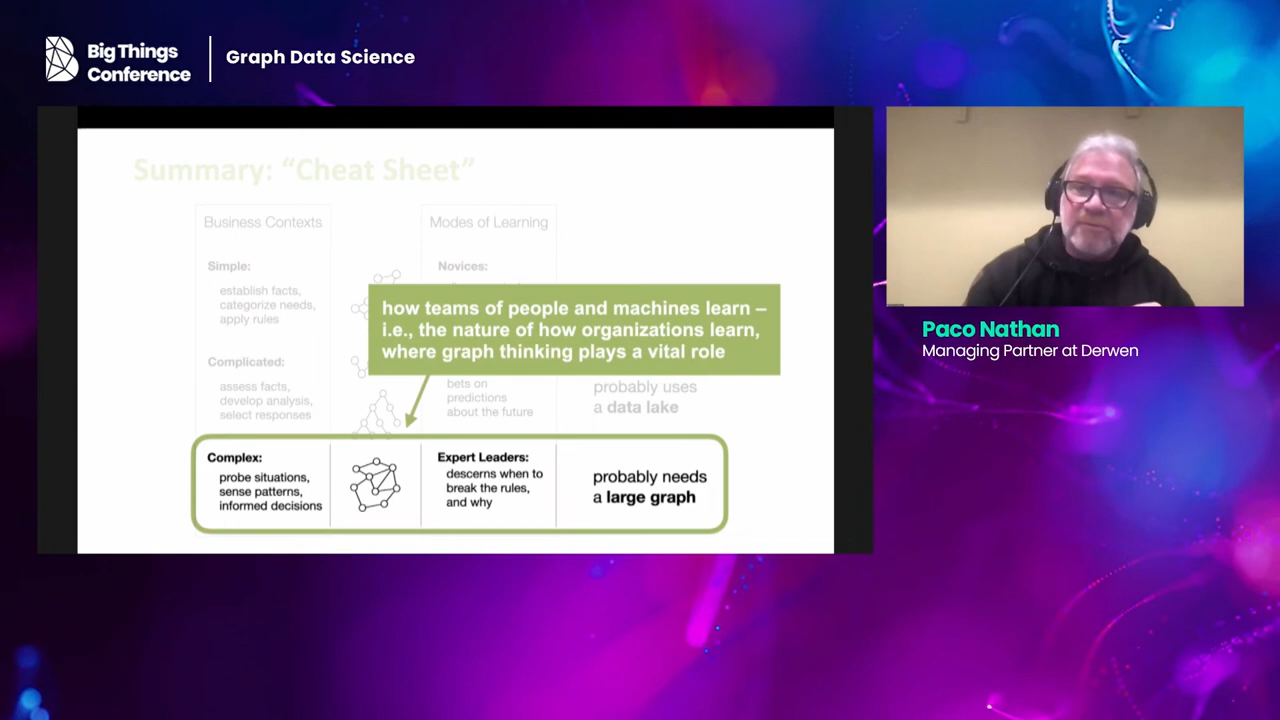 Big Things
Conference
Graph Data Science
Summary: “Cheat Sheet”
Business Contexts
Modes of Learning
Simple:
establish facts,
categorize needs,
apply rules
Novices:
how teams of people and machines learn –
i.e., the nature of how organizations learn,
where graph thinking plays a vital role
Complicated:
assess facts,
develop analysis,
select responses
bets on
predictions
about the future
probably uses
a data lake
Complex:
probe situations,
sense patterns,
informed decisions
Expert Leaders:
descerns when to
break the rules,
and why
probably needs
a large graph
Paco Nathan
Managing Partner at Derwen